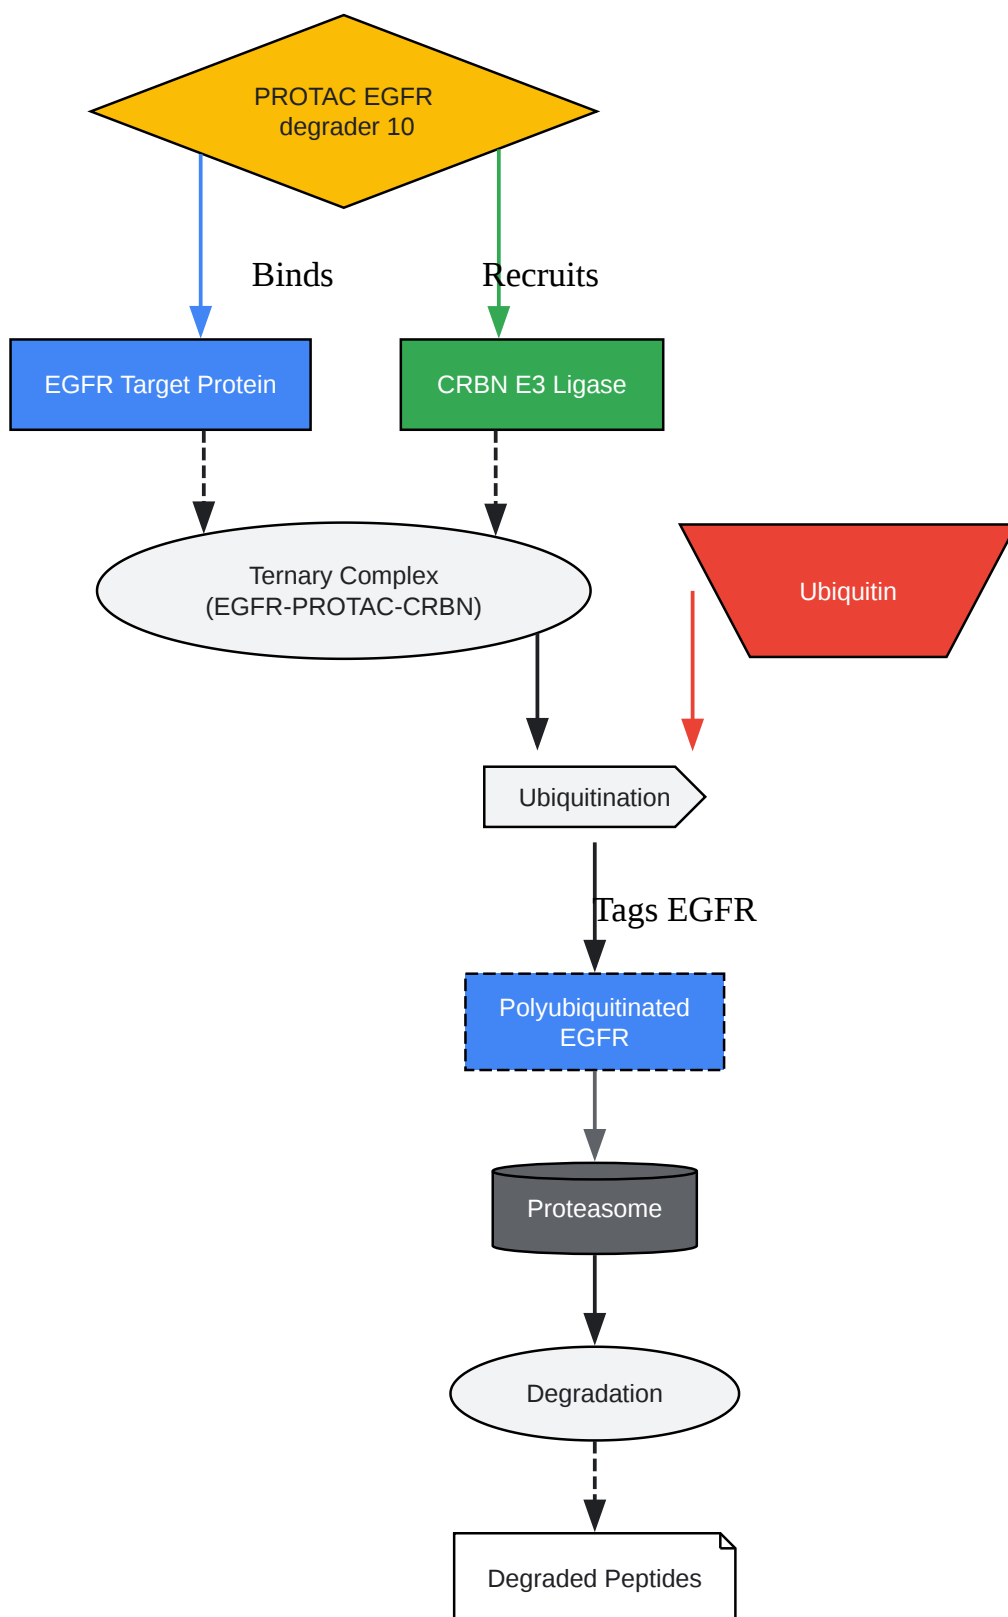 PROTAC EGFR
degrader 10
Binds
Recruits
EGFR Target Protein
CRBN E3 Ligase
Ternary Complex
(EGFR-PROTAC-CRBN)
Ubiquitin
Ubiquitination
Tags EGFR
Polyubiquitinated
EGFR
Proteasome
Degradation
Degraded Peptides